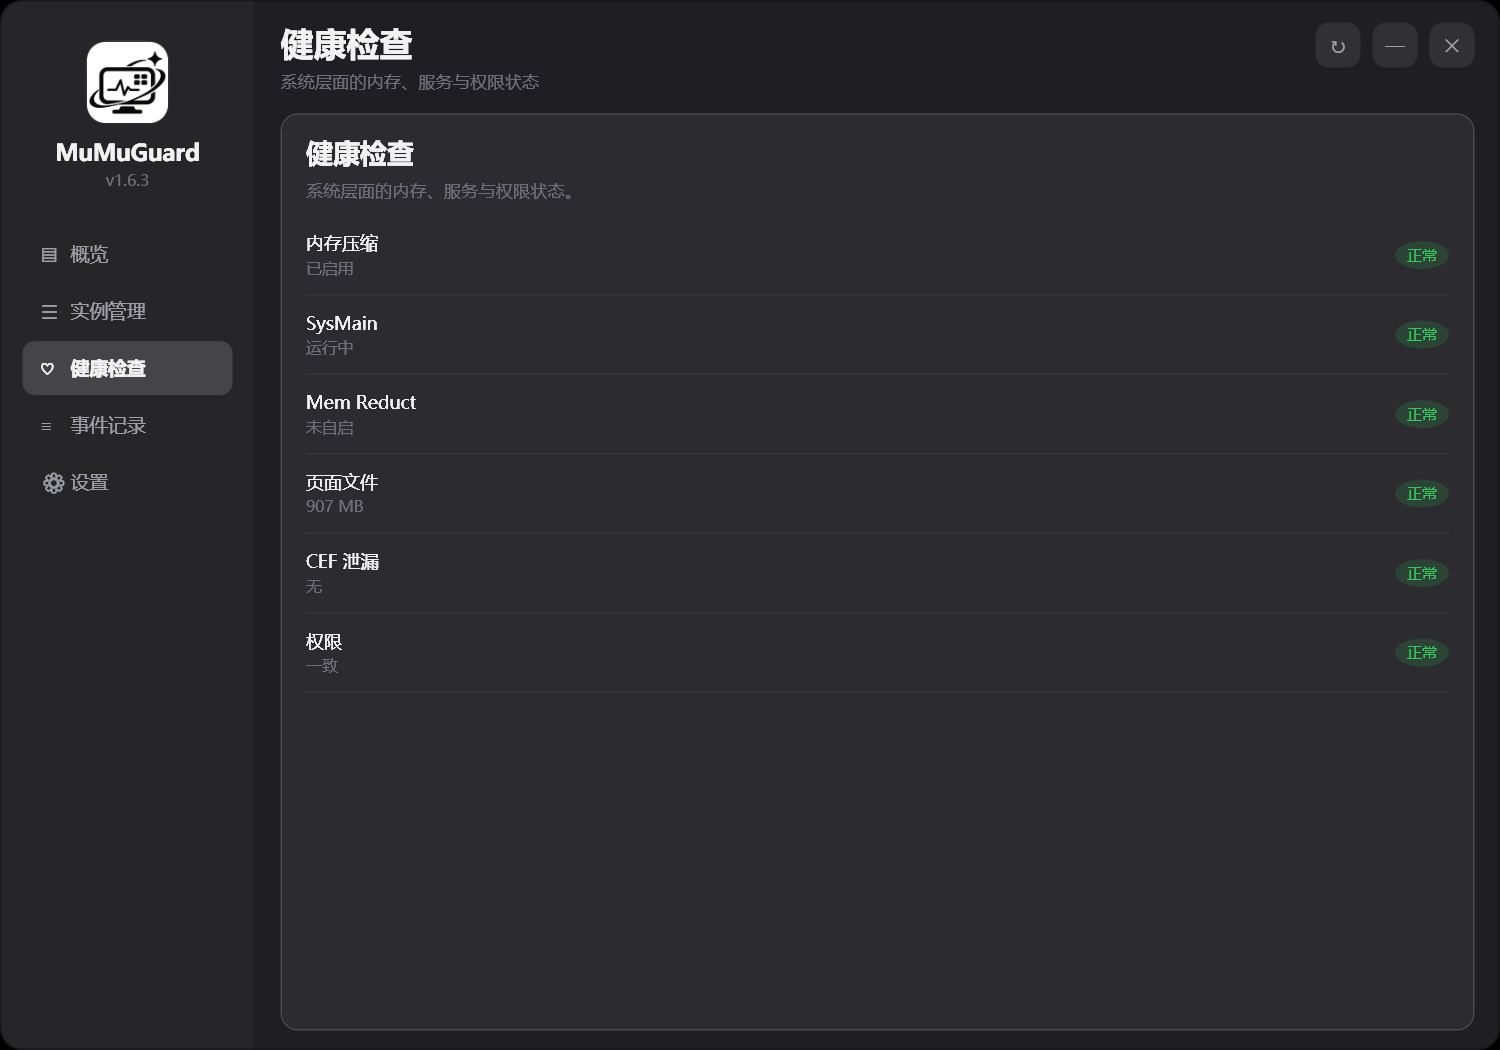 MuMuGuard
v1.6.3
概览
实例管理
健康检查
事件记录
设置
健康检查
系统层面的内存、服务与权限状态
健康检查
系统层面的内存、服务与权限状态。
内存压缩
已启用
正常
SysMain
运行中
正常
Mem Reduct
未自启
正常
页面文件
907 MB
正常
CEF 泄漏
无
正常
权限
一致
正常